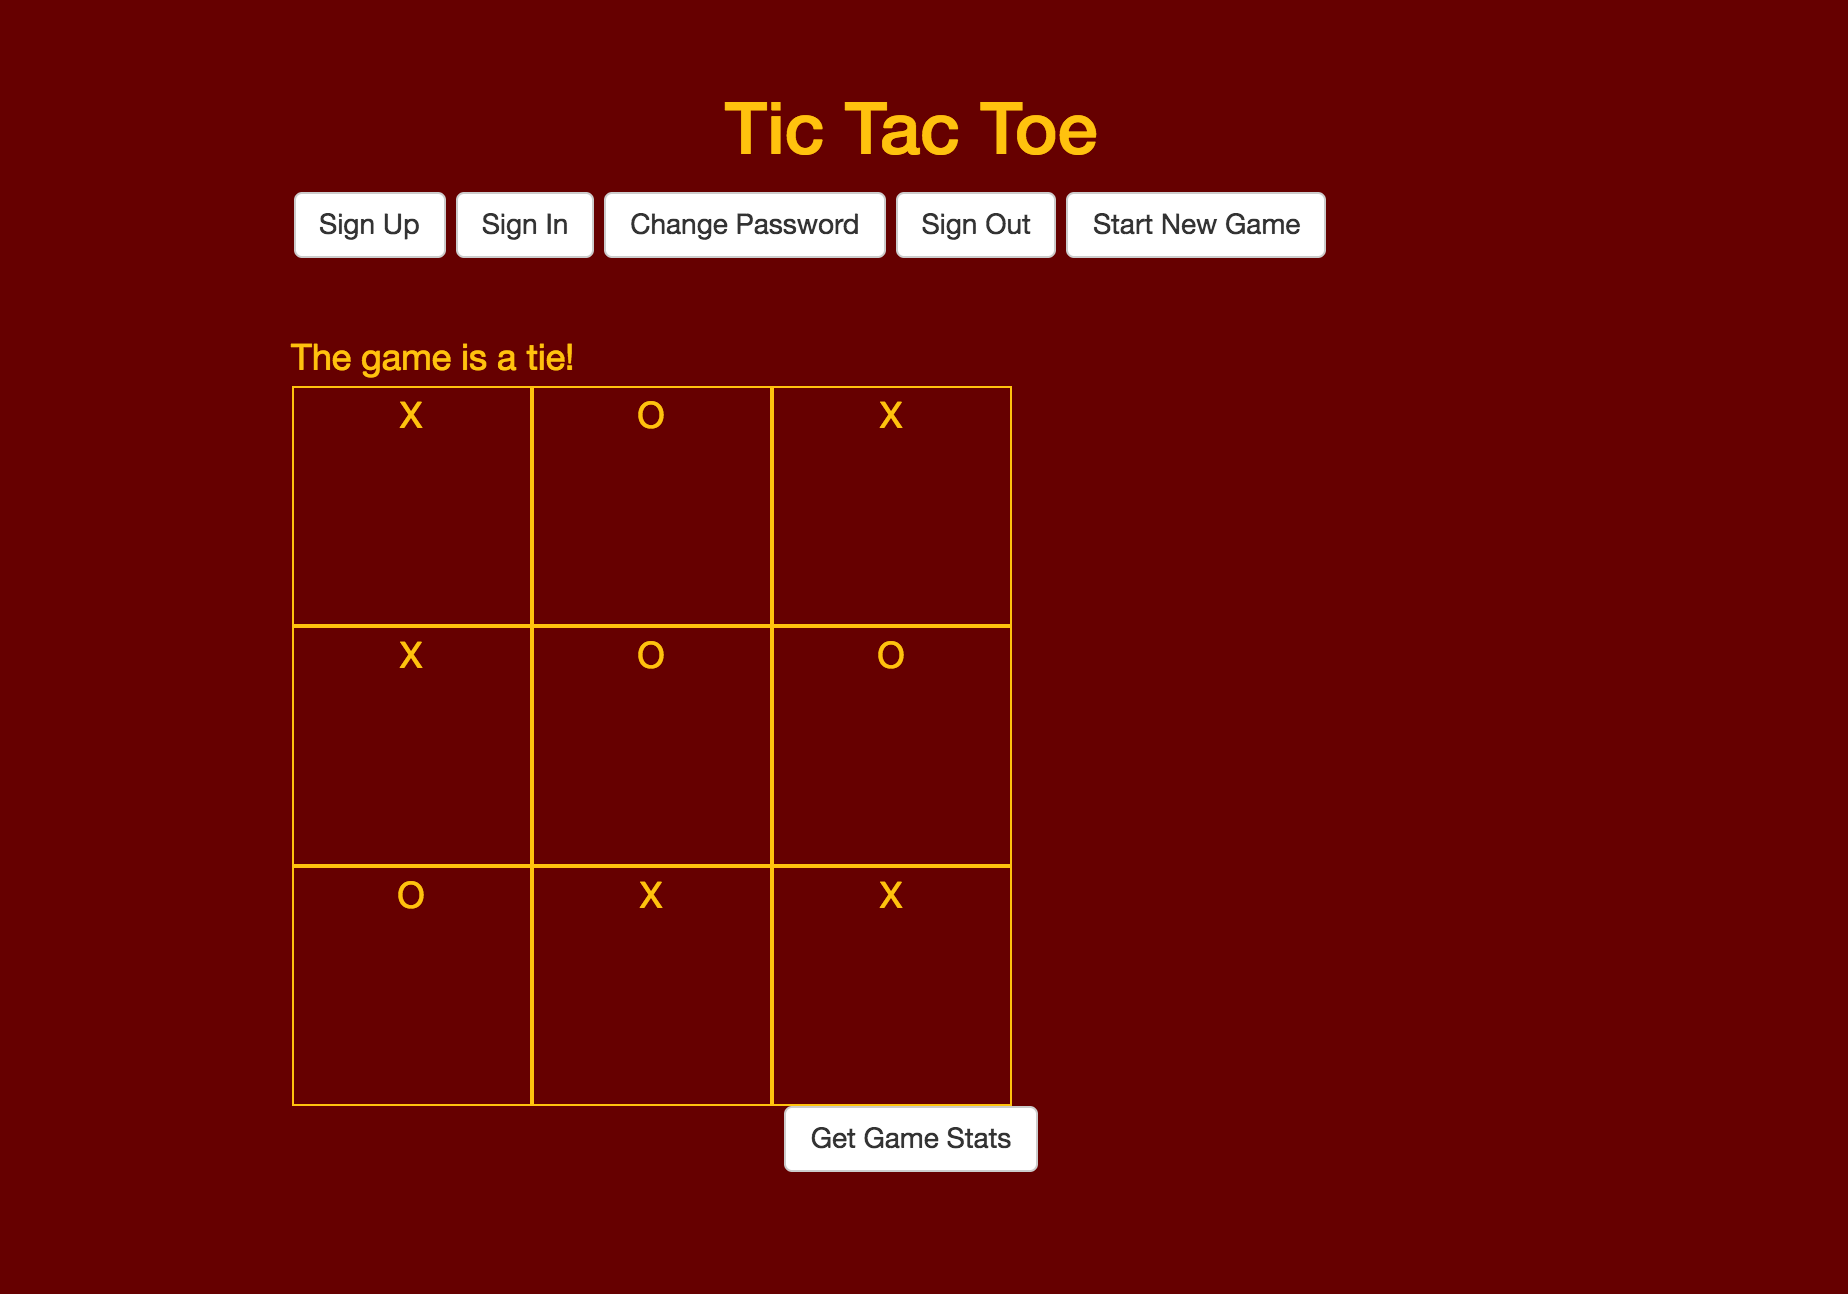 Tic Tac Toe
Sign Up Sign In Change Password Sign Out Start New Game
The game is a tie!
X O X
X O O
O X X
Get Game Stats